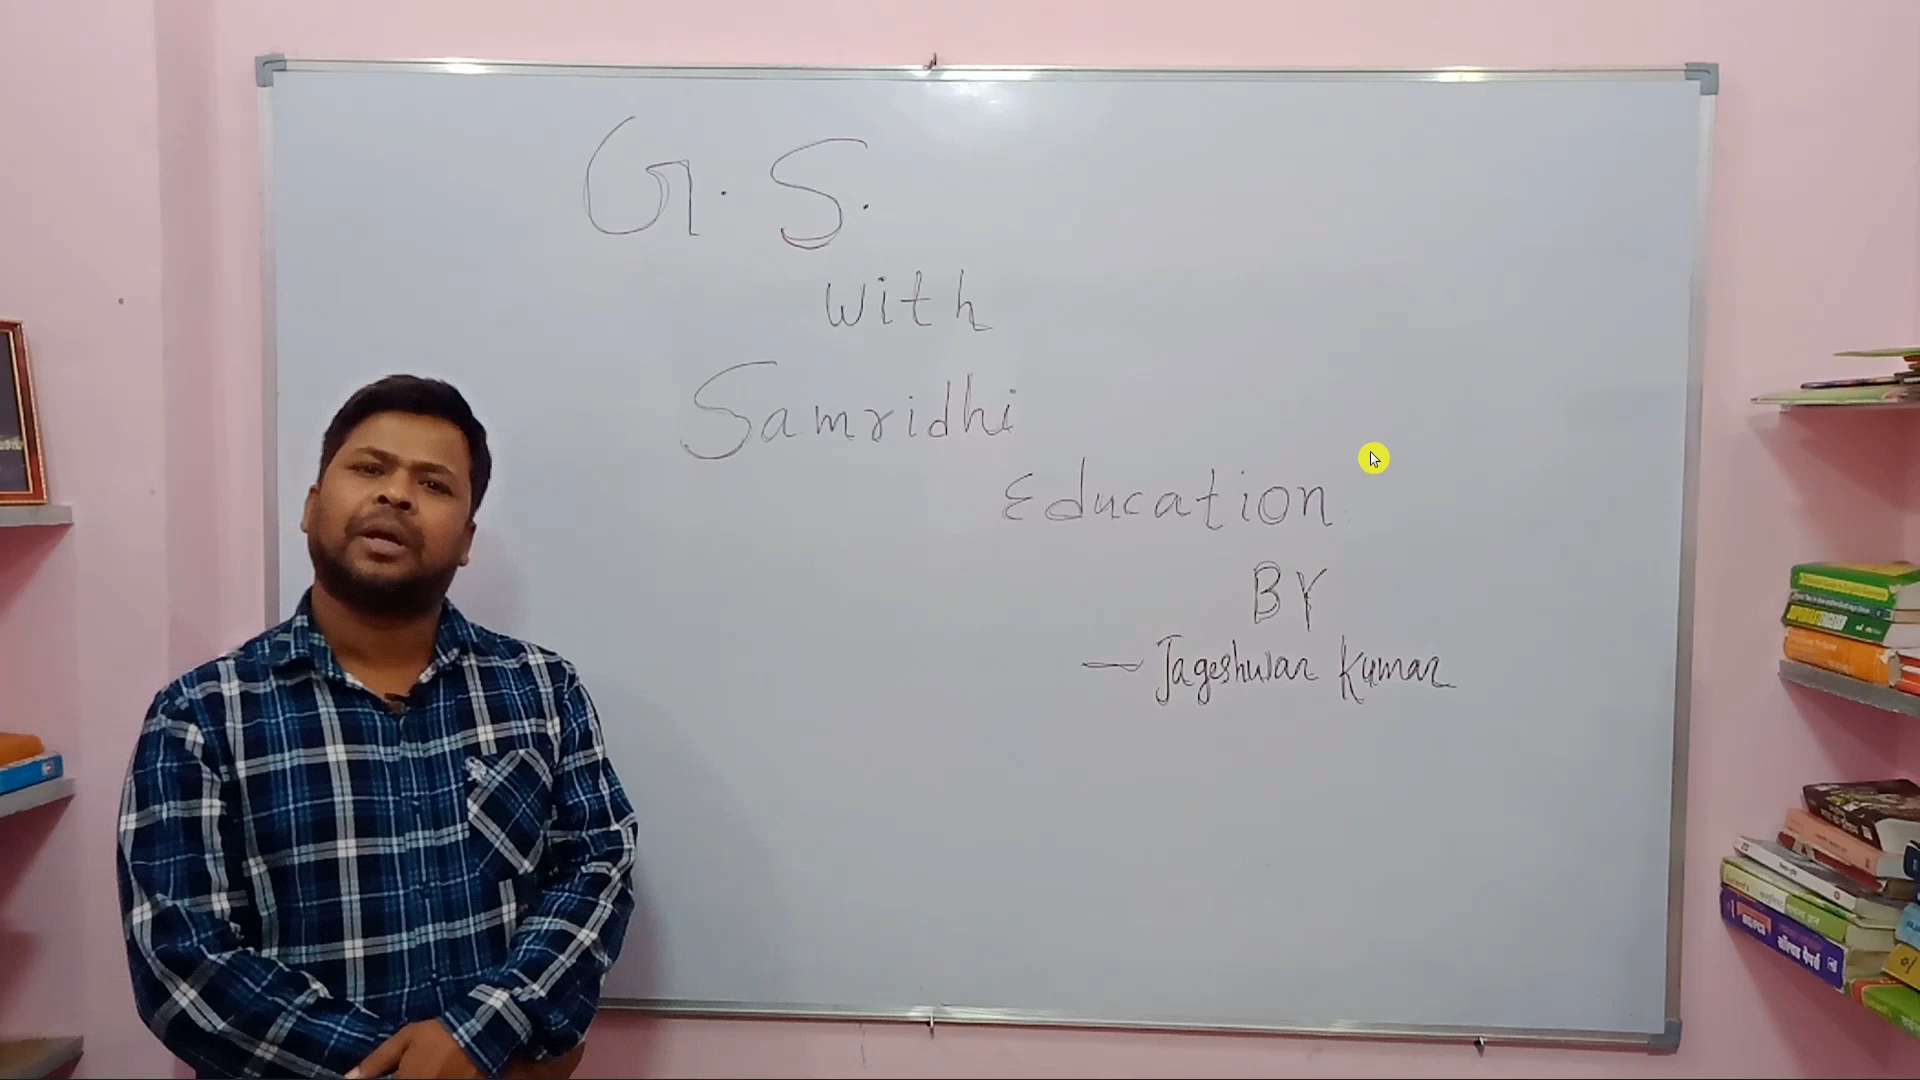 G.S.
with
Samridhi
Education
BY
— Jageshwar Kumar